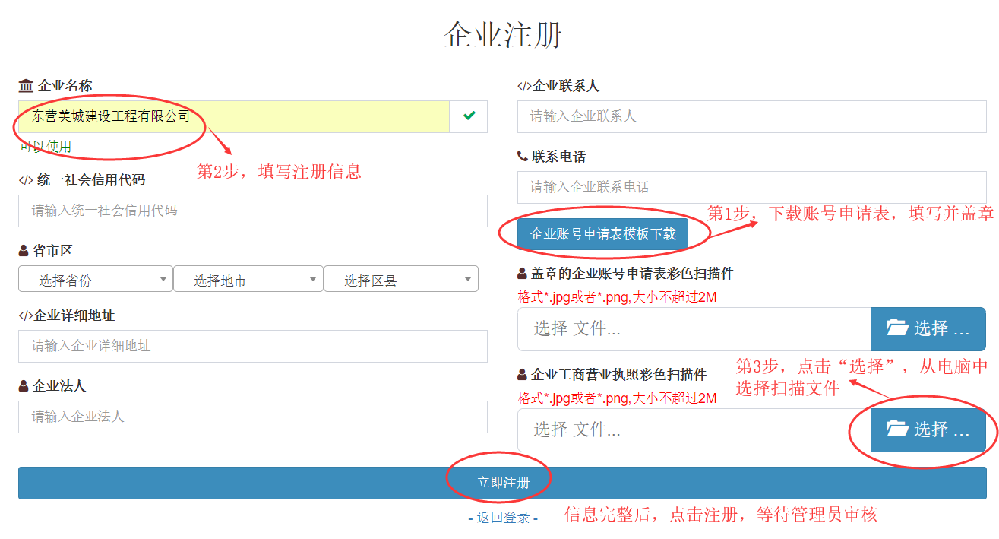 企业注册
企业名称
东营美城建设工程有限公司
可以使用
第2步，填写注册信息
</> 统一社会信用代码
请输入统一社会信用代码
省市区
选择省份 选择地市 选择区县
</>企业详细地址
请输入企业详细地址
企业法人
请输入企业法人
</>企业联系人
请输入企业联系人
联系电话
请输入企业联系电话
第1步，下载账号申请表，填写并盖章
企业账号申请表模板下载
盖章的企业账号申请表彩色扫描件
格式*.jpg或者*.png,大小不超过2M
选择 文件... 选择 ...
第3步，点击“选择”，从电脑中
选择扫描文件
企业工商营业执照彩色扫描件
格式*.jpg或者*.png,大小不超过2M
选择 文件... 选择 ...
立即注册
- 返回登录 -
信息完整后，点击注册，等待管理员审核